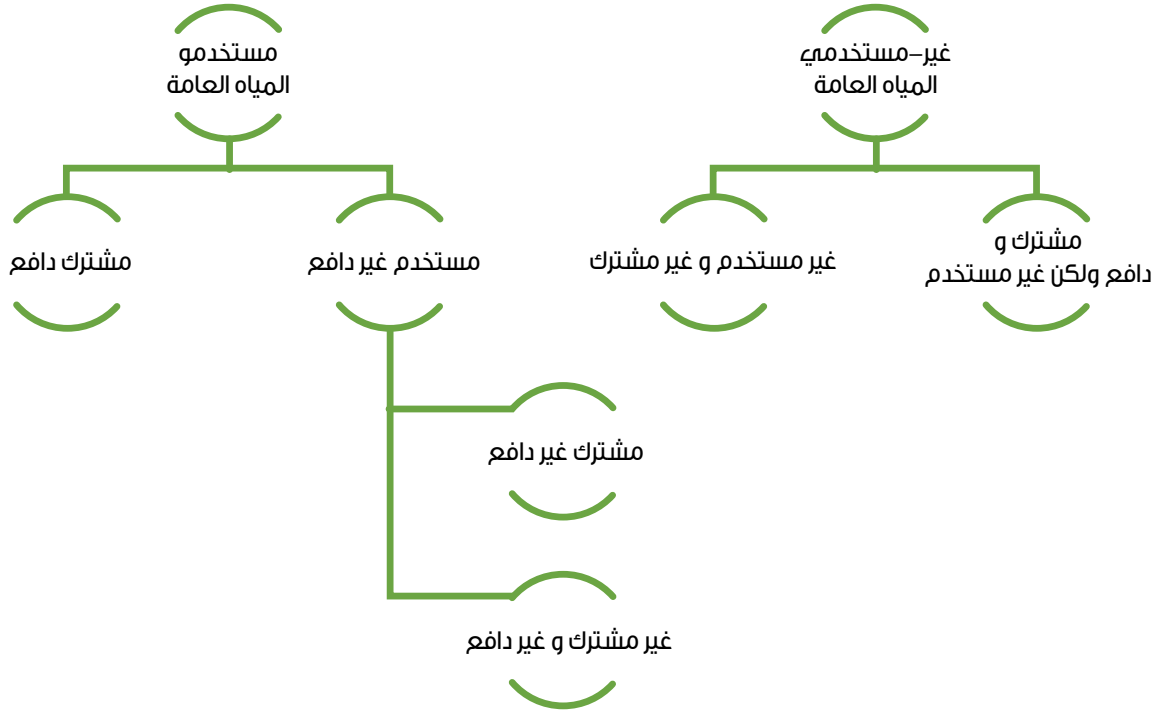 غير-مستخدمي
المياه العامة
مستخدمو
المياه العامة
مشترك و
دافع ولكن غير مستخدم
غير مستخدم و غير مشترك
مستخدم غير دافع
مشترك دافع
مشترك غير دافع
غير مشترك و غير دافع